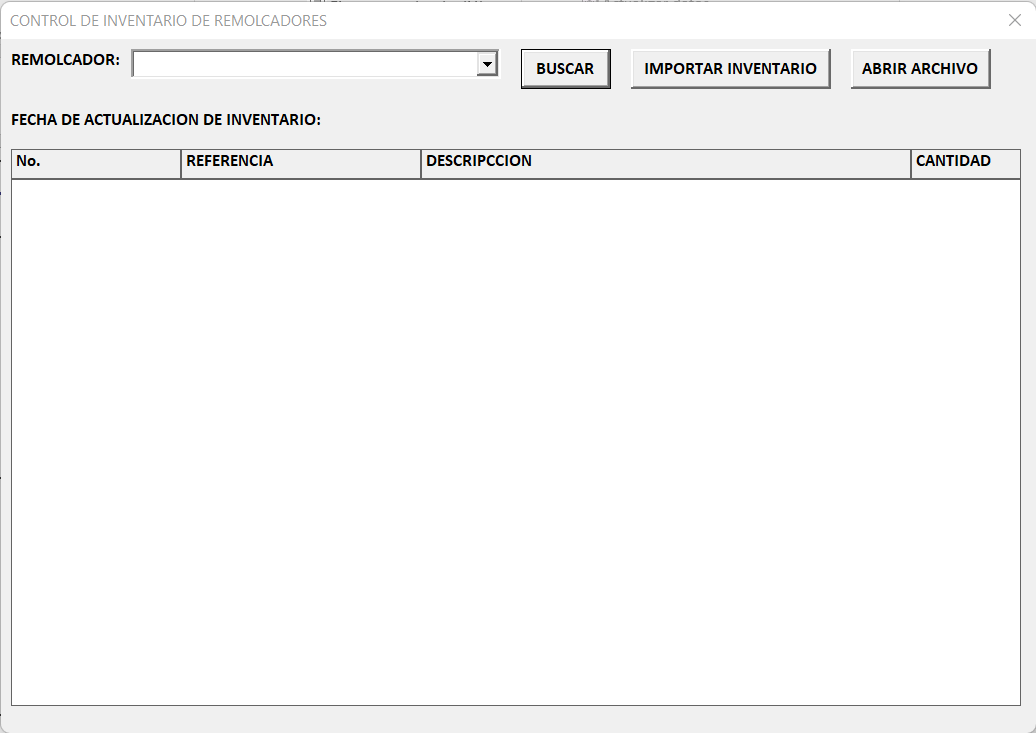 CONTROL DE INVENTARIO DE REMOLCADORES
REMOLCADOR:
BUSCAR
IMPORTAR INVENTARIO
ABRIR ARCHIVO
FECHA DE ACTUALIZACION DE INVENTARIO:
No. REFERENCIA DESCRIPCCION CANTIDAD